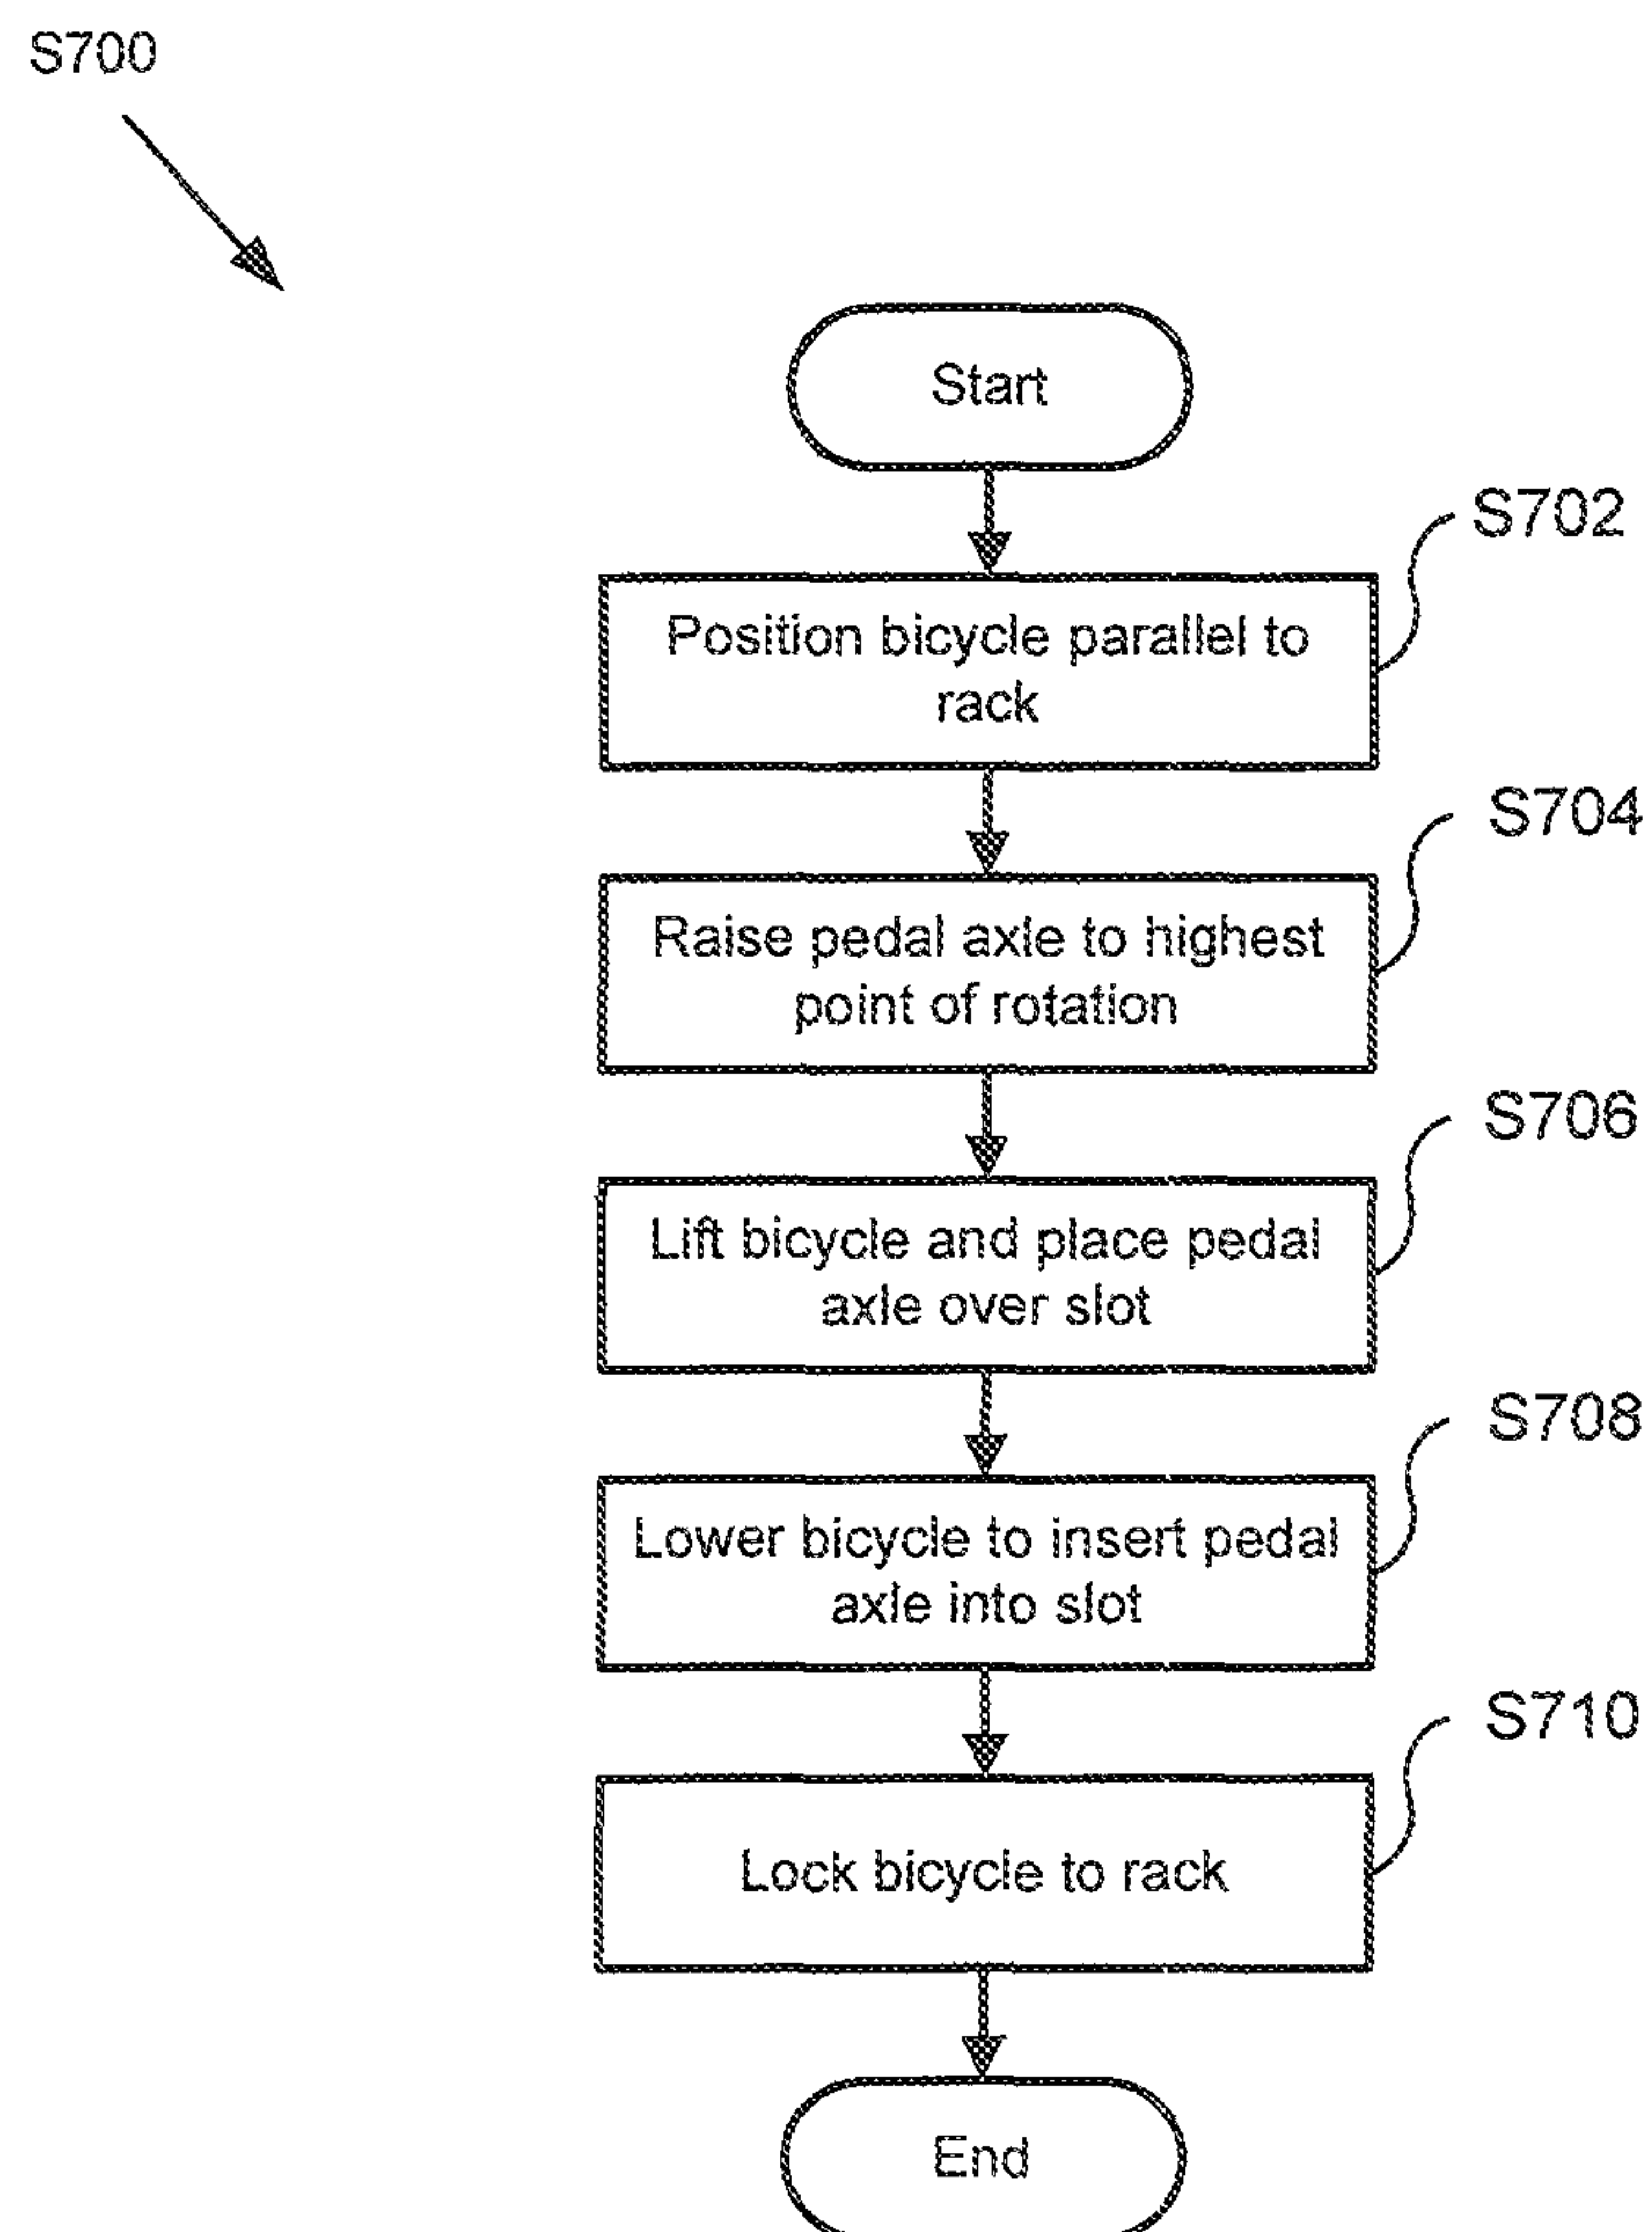 S700
Start
S702
Position bicycle parallel to
rack
S704
Raise pedal axle to highest
point of rotation
S706
Lift bicycle and place pedal
axle over slot
S708
Lower bicycle to insert pedal
axle into slot
S710
Lock bicycle to rack
End